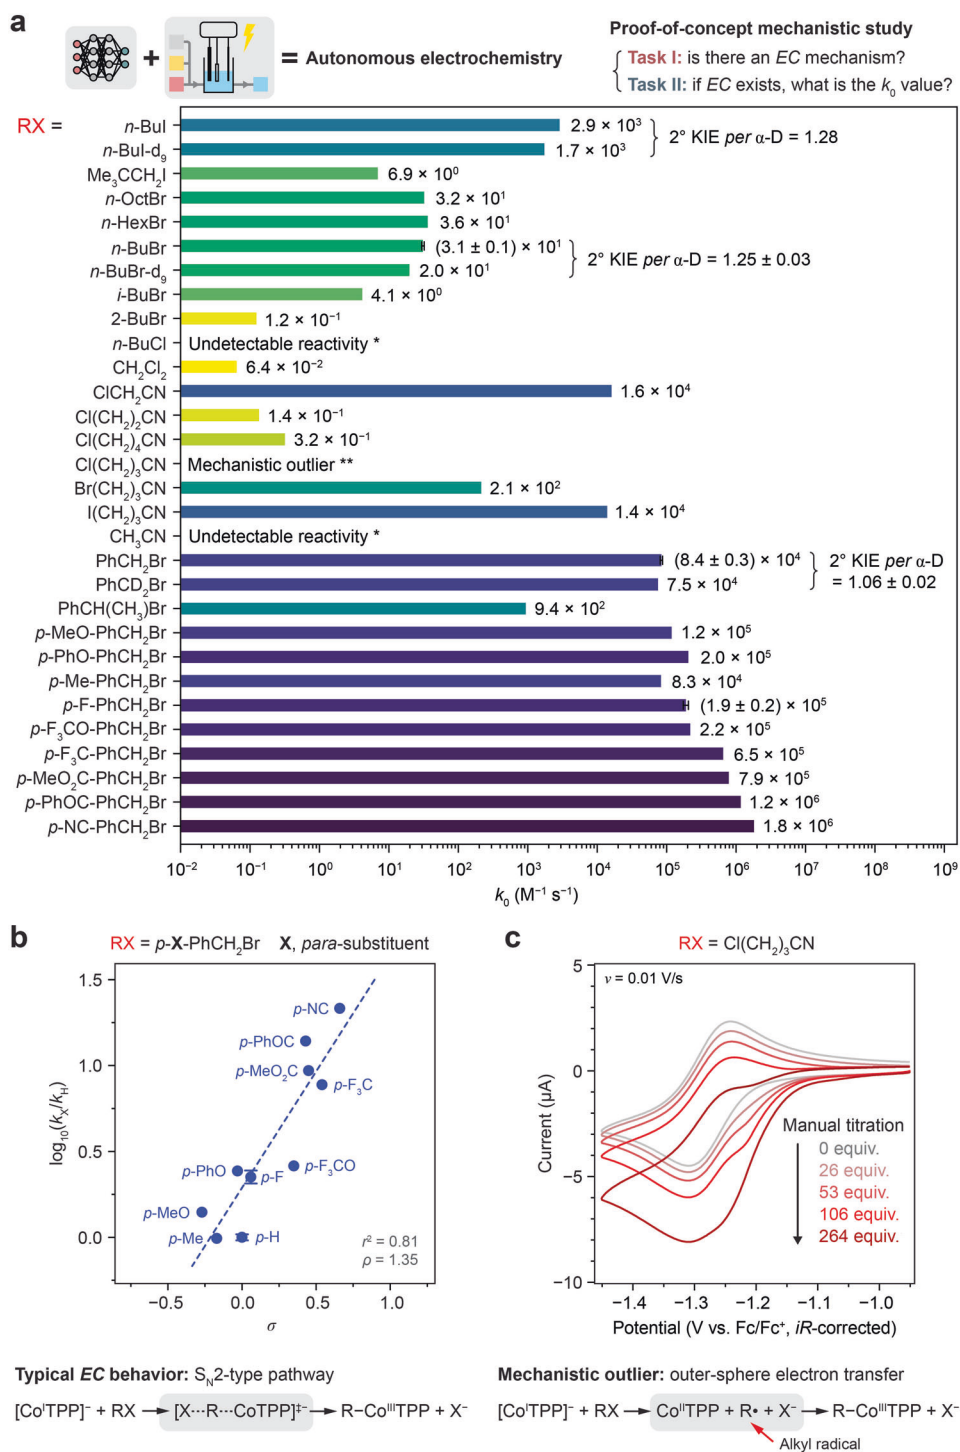 a
+
= Autonomous electrochemistry
Proof-of-concept mechanistic study
Task I: is there an EC mechanism?
Task II: if EC exists, what is the k₀ value?
RX =
n-BuI 2.9 × 10³
n-BuI-d₉ 1.7 × 10³
2° KIE per α-D = 1.28
Me₃CCH₂I 6.9 × 10⁰
n-OctBr 3.2 × 10¹
n-HexBr 3.6 × 10¹
n-BuBr (3.1 ± 0.1) × 10¹
n-BuBr-d₉ 2.0 × 10¹
2° KIE per α-D = 1.25 ± 0.03
i-BuBr 4.1 × 10⁰
2-BuBr 1.2 × 10⁻¹
n-BuCl Undetectable reactivity *
CH₂Cl₂ 6.4 × 10⁻²
ClCH₂CN 1.6 × 10⁴
Cl(CH₂)₂CN 1.4 × 10⁻¹
Cl(CH₂)₄CN 3.2 × 10⁻¹
Cl(CH₂)₃CN Mechanistic outlier **
Br(CH₂)₃CN 2.1 × 10²
I(CH₂)₃CN 1.4 × 10⁴
CH₃CN Undetectable reactivity *
PhCH₂Br (8.4 ± 0.3) × 10⁴
PhCD₂Br 7.5 × 10⁴
2° KIE per α-D
= 1.06 ± 0.02
PhCH(CH₃)Br 9.4 × 10²
p-MeO-PhCH₂Br 1.2 × 10⁵
p-PhO-PhCH₂Br 2.0 × 10⁵
p-Me-PhCH₂Br 8.3 × 10⁴
p-F-PhCH₂Br (1.9 ± 0.2) × 10⁵
p-F₃CO-PhCH₂Br 2.2 × 10⁵
p-F₃C-PhCH₂Br 6.5 × 10⁵
p-MeO₂C-PhCH₂Br 7.9 × 10⁵
p-PhOC-PhCH₂Br 1.2 × 10⁶
p-NC-PhCH₂Br 1.8 × 10⁶
10⁻² 10⁻¹ 10⁰ 10¹ 10² 10³ 10⁴ 10⁵ 10⁶ 10⁷ 10⁸ 10⁹
k₀ (M⁻¹ s⁻¹)
b
RX = p-X-PhCH₂Br X, para-substituent
log₁₀(kₓ/k_H)
1.5
1.0
0.5
0.0
p-NC
p-PhOC
p-MeO₂C
p-F₃C
p-PhO
p-F
p-F₃CO
p-MeO
p-Me
p-H
r² = 0.81
ρ = 1.35
−0.5 0.0 0.5 1.0
σ
c
RX = Cl(CH₂)₃CN
ν = 0.01 V/s
Current (μA)
5
0
−5
−10
Manual titration
0 equiv.
26 equiv.
53 equiv.
106 equiv.
264 equiv.
−1.4 −1.3 −1.2 −1.1 −1.0
Potential (V vs. Fc/Fc⁺, iR-corrected)
Typical EC behavior: S_N2-type pathway
[CoᴵTPP]⁻ + RX → [X···R···CoTPP]‡⁻ → R–CoᴵᴵᴵTPP + X⁻
Mechanistic outlier: outer-sphere electron transfer
[CoᴵTPP]⁻ + RX → CoᴵᴵTPP + R• + X⁻ → R–CoᴵᴵᴵTPP + X⁻
Alkyl radical